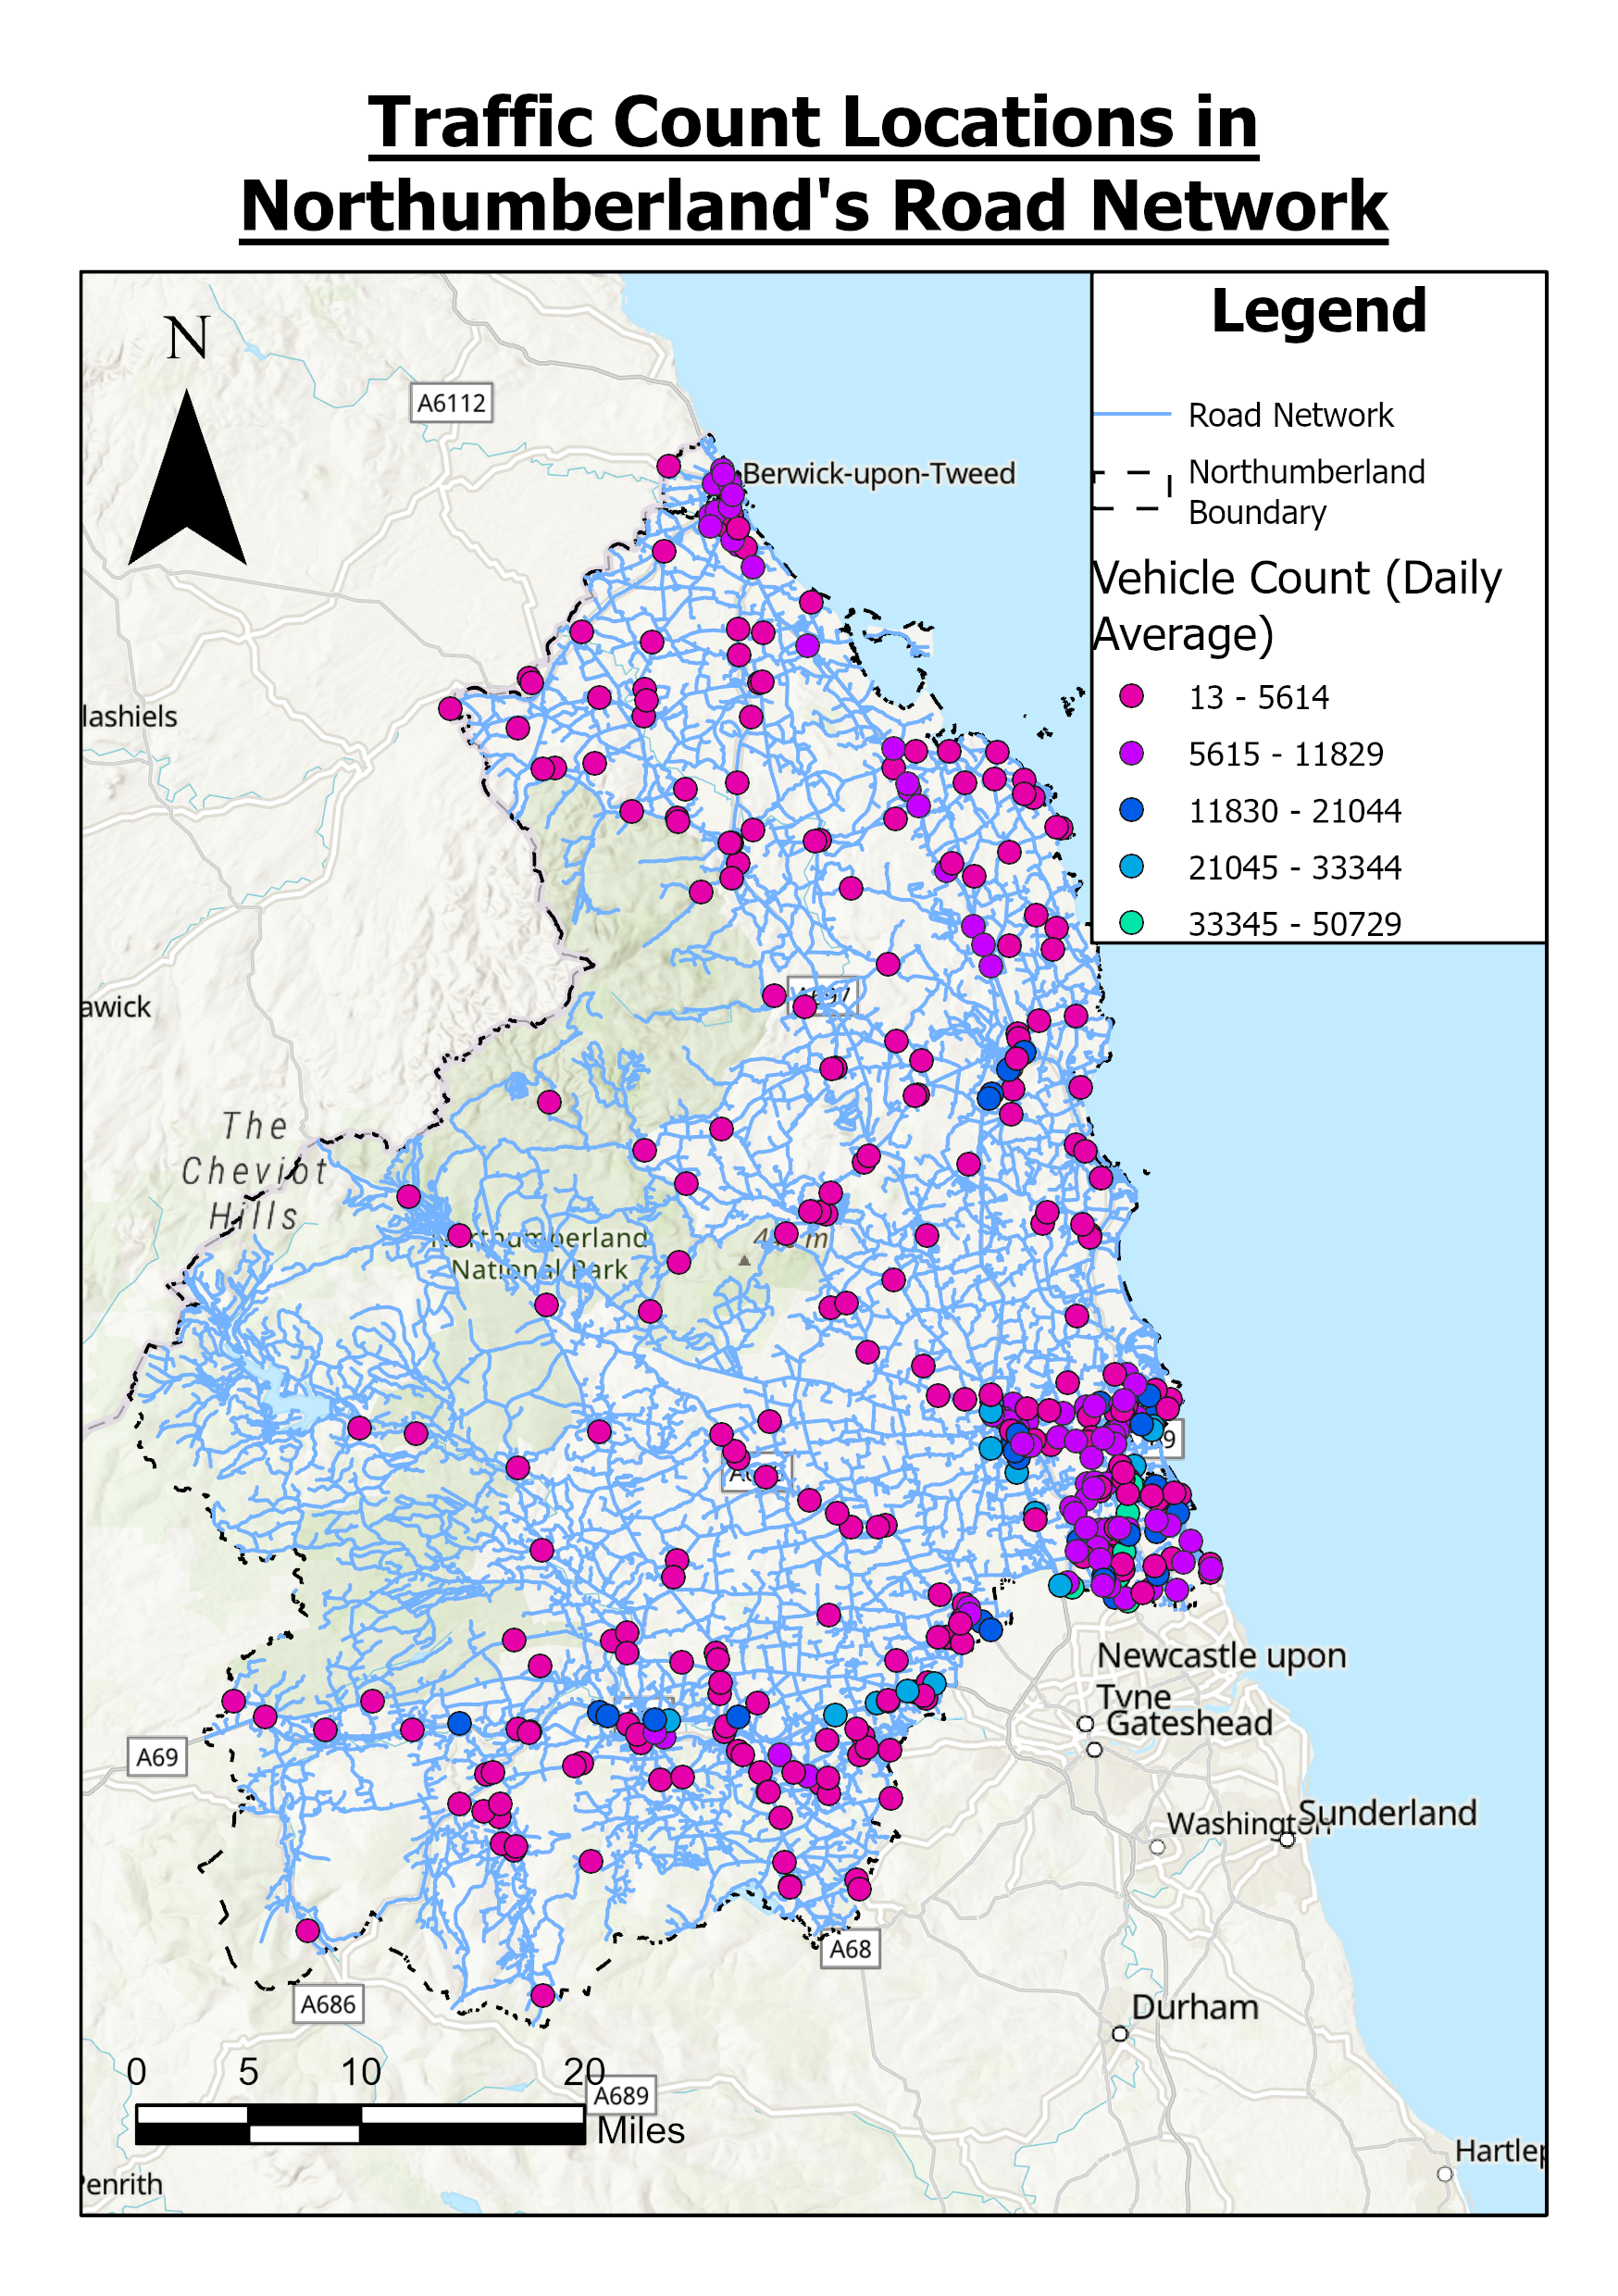 Traffic Count Locations in
Northumberland's Road Network
Legend
Road Network
Northumberland
Boundary
Vehicle Count (Daily
Average)
13 - 5614
5615 - 11829
11830 - 21044
21045 - 33344
33345 - 50729
N
A6112
Berwick-upon-Tweed
lashiels
awick
The
Cheviot
Hills
Northumberland
National Park
Newcastle upon
Tyne
Gateshead
A69
Washington
Sunderland
A68
A686
Durham
0 5 10 20
A689
Miles
Hartlep
enrith